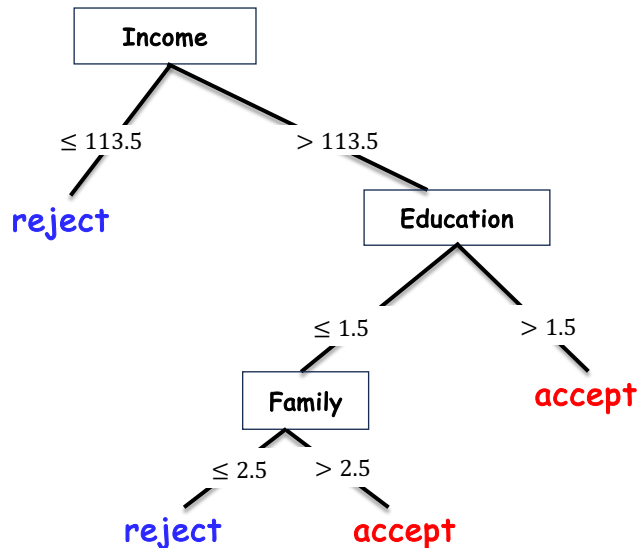 Income
≤ 113.5
> 113.5
reject
Education
≤ 1.5
> 1.5
accept
Family
≤ 2.5
> 2.5
reject
accept